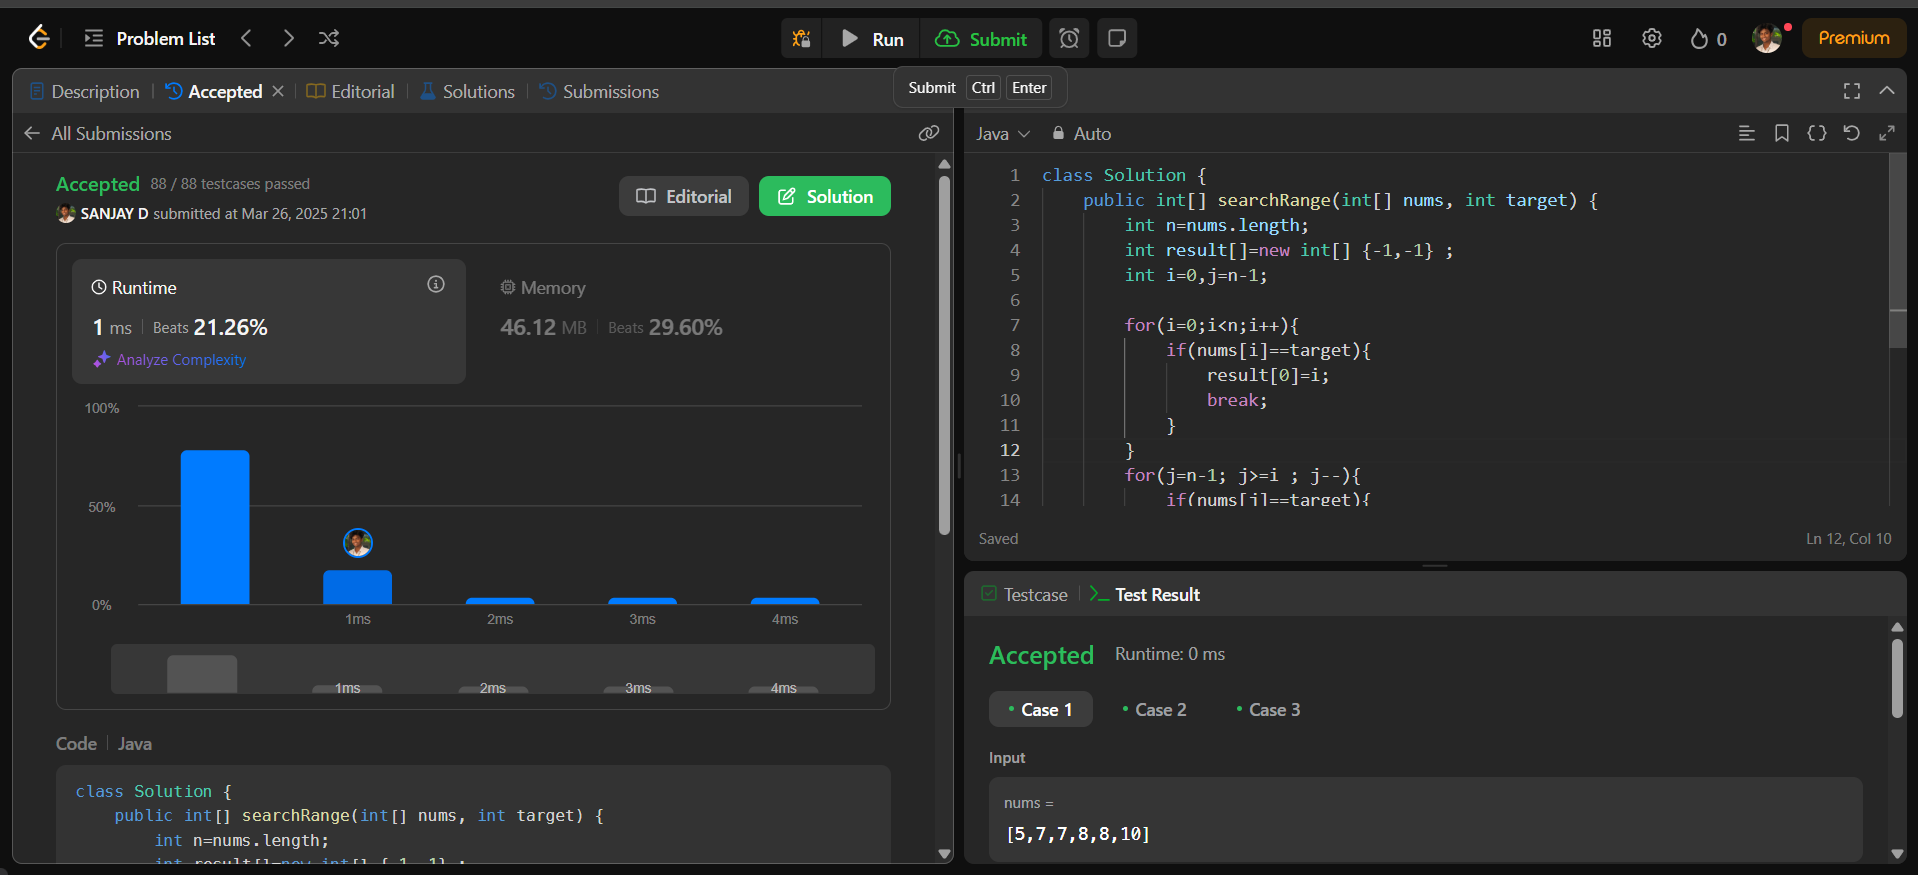 Problem List
Run
Submit
0
Premium
Submit Ctrl Enter
Description
Accepted
Editorial
Solutions
Submissions
All Submissions
Accepted 88 / 88 testcases passed
SANJAY D submitted at Mar 26, 2025 21:01
Editorial
Solution
Runtime
1 ms Beats 21.26%
Analyze Complexity
Memory
46.12 MB Beats 29.60%
100%
50%
0%
1ms 2ms 3ms 4ms
1ms 2ms 3ms 4ms
Code Java
class Solution {
public int[] searchRange(int[] nums, int target) {
int n=nums.length;
int result[]=new int[] {-1,-1} ;
Java Auto
1 class Solution {
2 public int[] searchRange(int[] nums, int target) {
3 int n=nums.length;
4 int result[]=new int[] {-1,-1} ;
5 int i=0,j=n-1;
6
7 for(i=0;i<n;i++){
8 if(nums[i]==target){
9 result[0]=i;
10 break;
11 }
12 }
13 for(j=n-1; j>=i ; j--){
14 if(nums[j]==target){
Saved
Ln 12, Col 10
Testcase
Test Result
Accepted Runtime: 0 ms
Case 1 Case 2 Case 3
Input
nums =
[5,7,7,8,8,10]